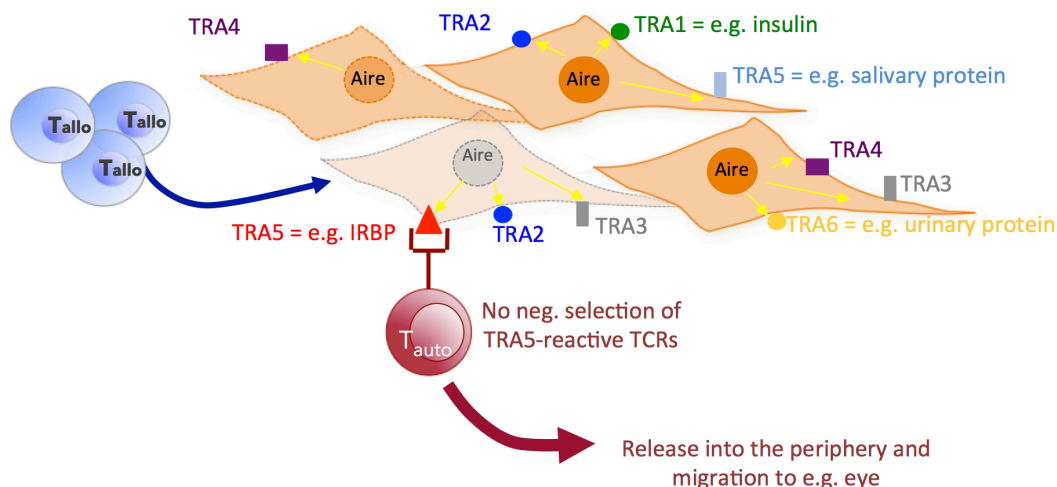 TRA4
TRA2
TRA1 = e.g. insulin
Aire
Aire
TRA5 = e.g. salivary protein
Tallo
Tallo
Tallo
Aire
Aire
TRA4
TRA3
TRA5 = e.g. IRBP
TRA2
TRA3
TRA6 = e.g. urinary protein
Tauto
No neg. selection of
TRA5-reactive TCRs
Release into the periphery and
migration to e.g. eye